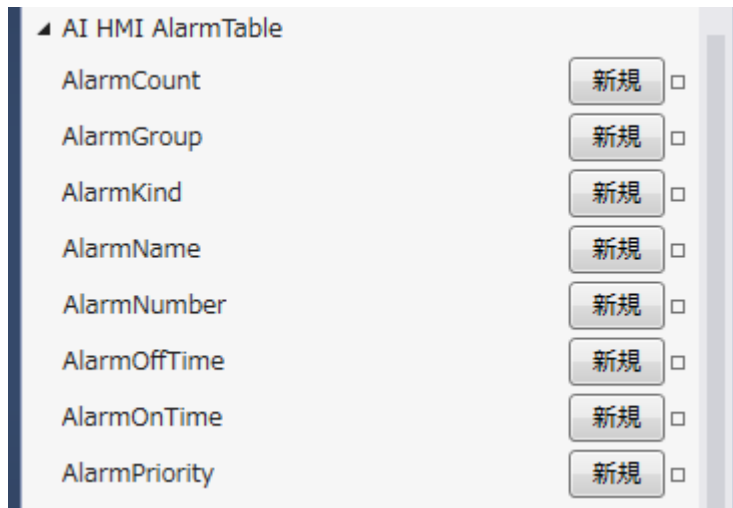 AI HMI AlarmTable
AlarmCount 新規
AlarmGroup 新規
AlarmKind 新規
AlarmName 新規
AlarmNumber 新規
AlarmOffTime 新規
AlarmOnTime 新規
AlarmPriority 新規